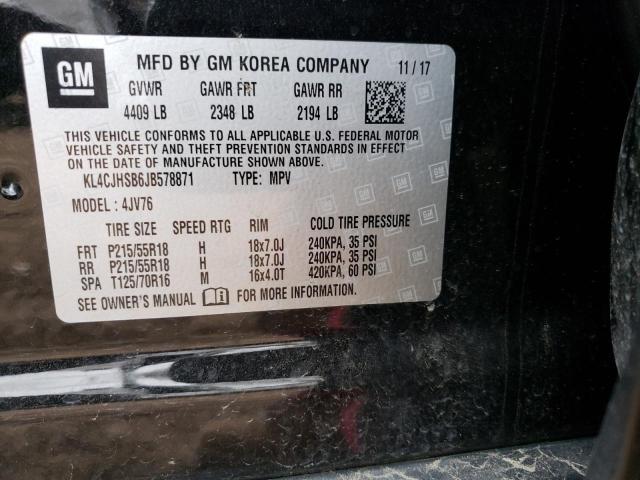 GM
MFD BY GM KOREA COMPANY 11 / 17
GVWR GAWR FRT GAWR RR
4409 LB 2348 LB 2194 LB
THIS VEHICLE CONFORMS TO ALL APPLICABLE U.S. FEDERAL MOTOR
VEHICLE SAFETY AND THEFT PREVENTION STANDARDS IN EFFECT
ON THE DATE OF MANUFACTURE SHOWN ABOVE.
KL4CJHSB6JB578871 TYPE: MPV
MODEL : 4JV76
TIRE SIZE SPEED RTG RIM COLD TIRE PRESSURE
FRT P215/55R18 H 18x7.0J 240KPA, 35 PSI
RR P215/55R18 H 18x7.0J 240KPA, 35 PSI
SPA T125/70R16 M 16x4.0T 420KPA, 60 PSI
SEE OWNER'S MANUAL FOR MORE INFORMATION.